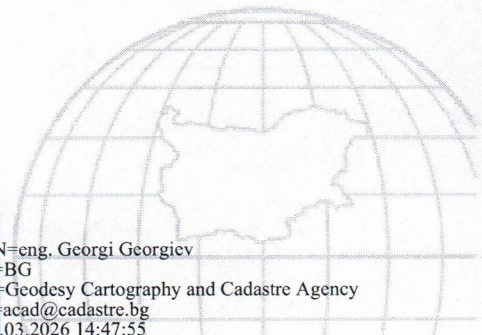 N=eng. Georgi Georgiev
=BG
=Geodesy Cartography and Cadastre Agency
=acad@cadastre.bg
.03.2026 14:47:55